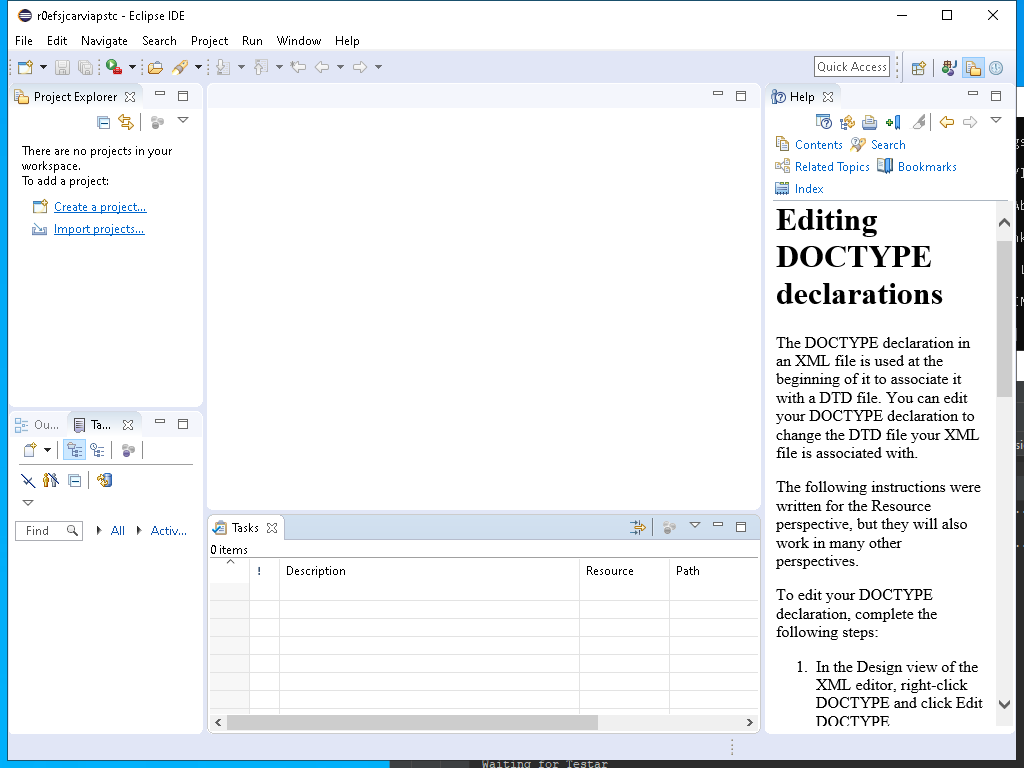 r0efsjcarviapstc - Eclipse IDE
File Edit Navigate Search Project Run Window Help
Quick Access
Project Explorer
There are no projects in your
workspace.
To add a project:
Create a project...
Import projects...
Ou...
Ta...
Find
All
Activ...
Tasks
0 items
! Description Resource Path
Help
Contents Search
Related Topics Bookmarks
Index
Editing
DOCTYPE
declarations
The DOCTYPE declaration in
an XML file is used at the
beginning of it to associate it
with a DTD file. You can edit
your DOCTYPE declaration to
change the DTD file your XML
file is associated with.
The following instructions were
written for the Resource
perspective, but they will also
work in many other
perspectives.
To edit your DOCTYPE
declaration, complete the
following steps:
1. In the Design view of the
XML editor, right-click
DOCTYPE and click Edit
DOCTYPE
Waiting for Testar